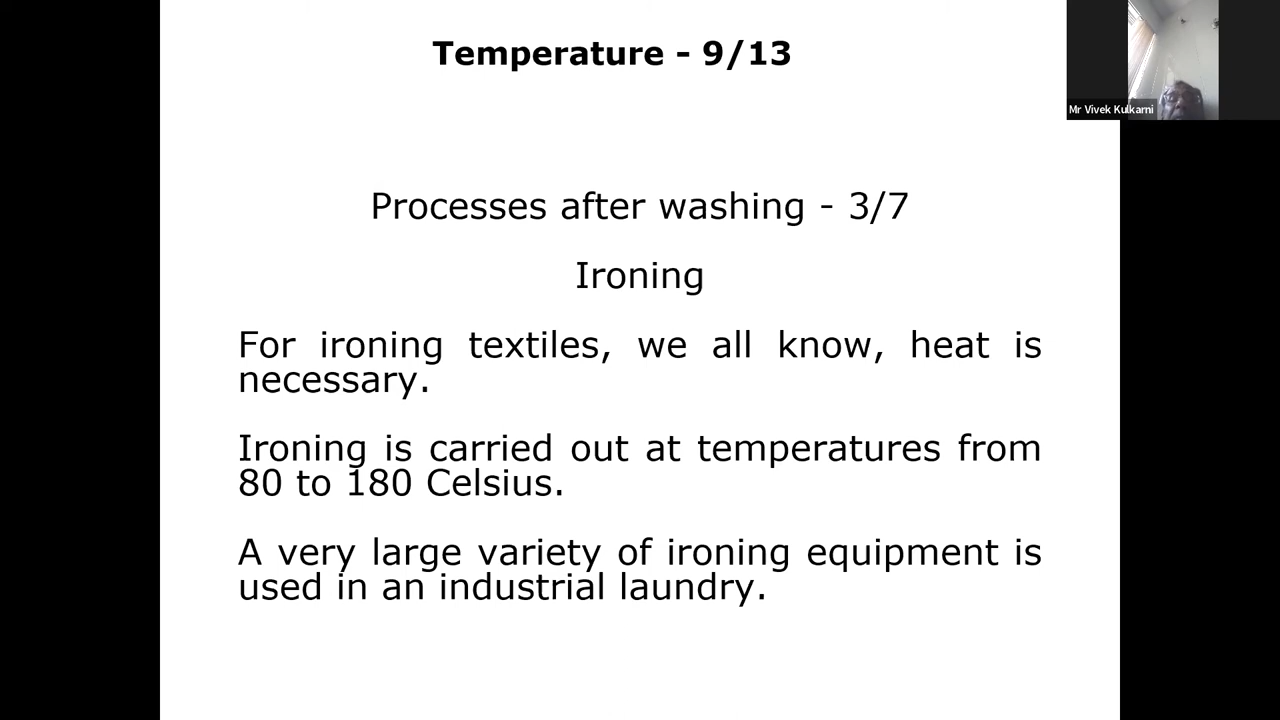 Temperature - 9/13
Mr Vivek Kulkarni
Processes after washing - 3/7
Ironing
For ironing textiles, we all know, heat is
necessary.
Ironing is carried out at temperatures from
80 to 180 Celsius.
A very large variety of ironing equipment is
used in an industrial laundry.